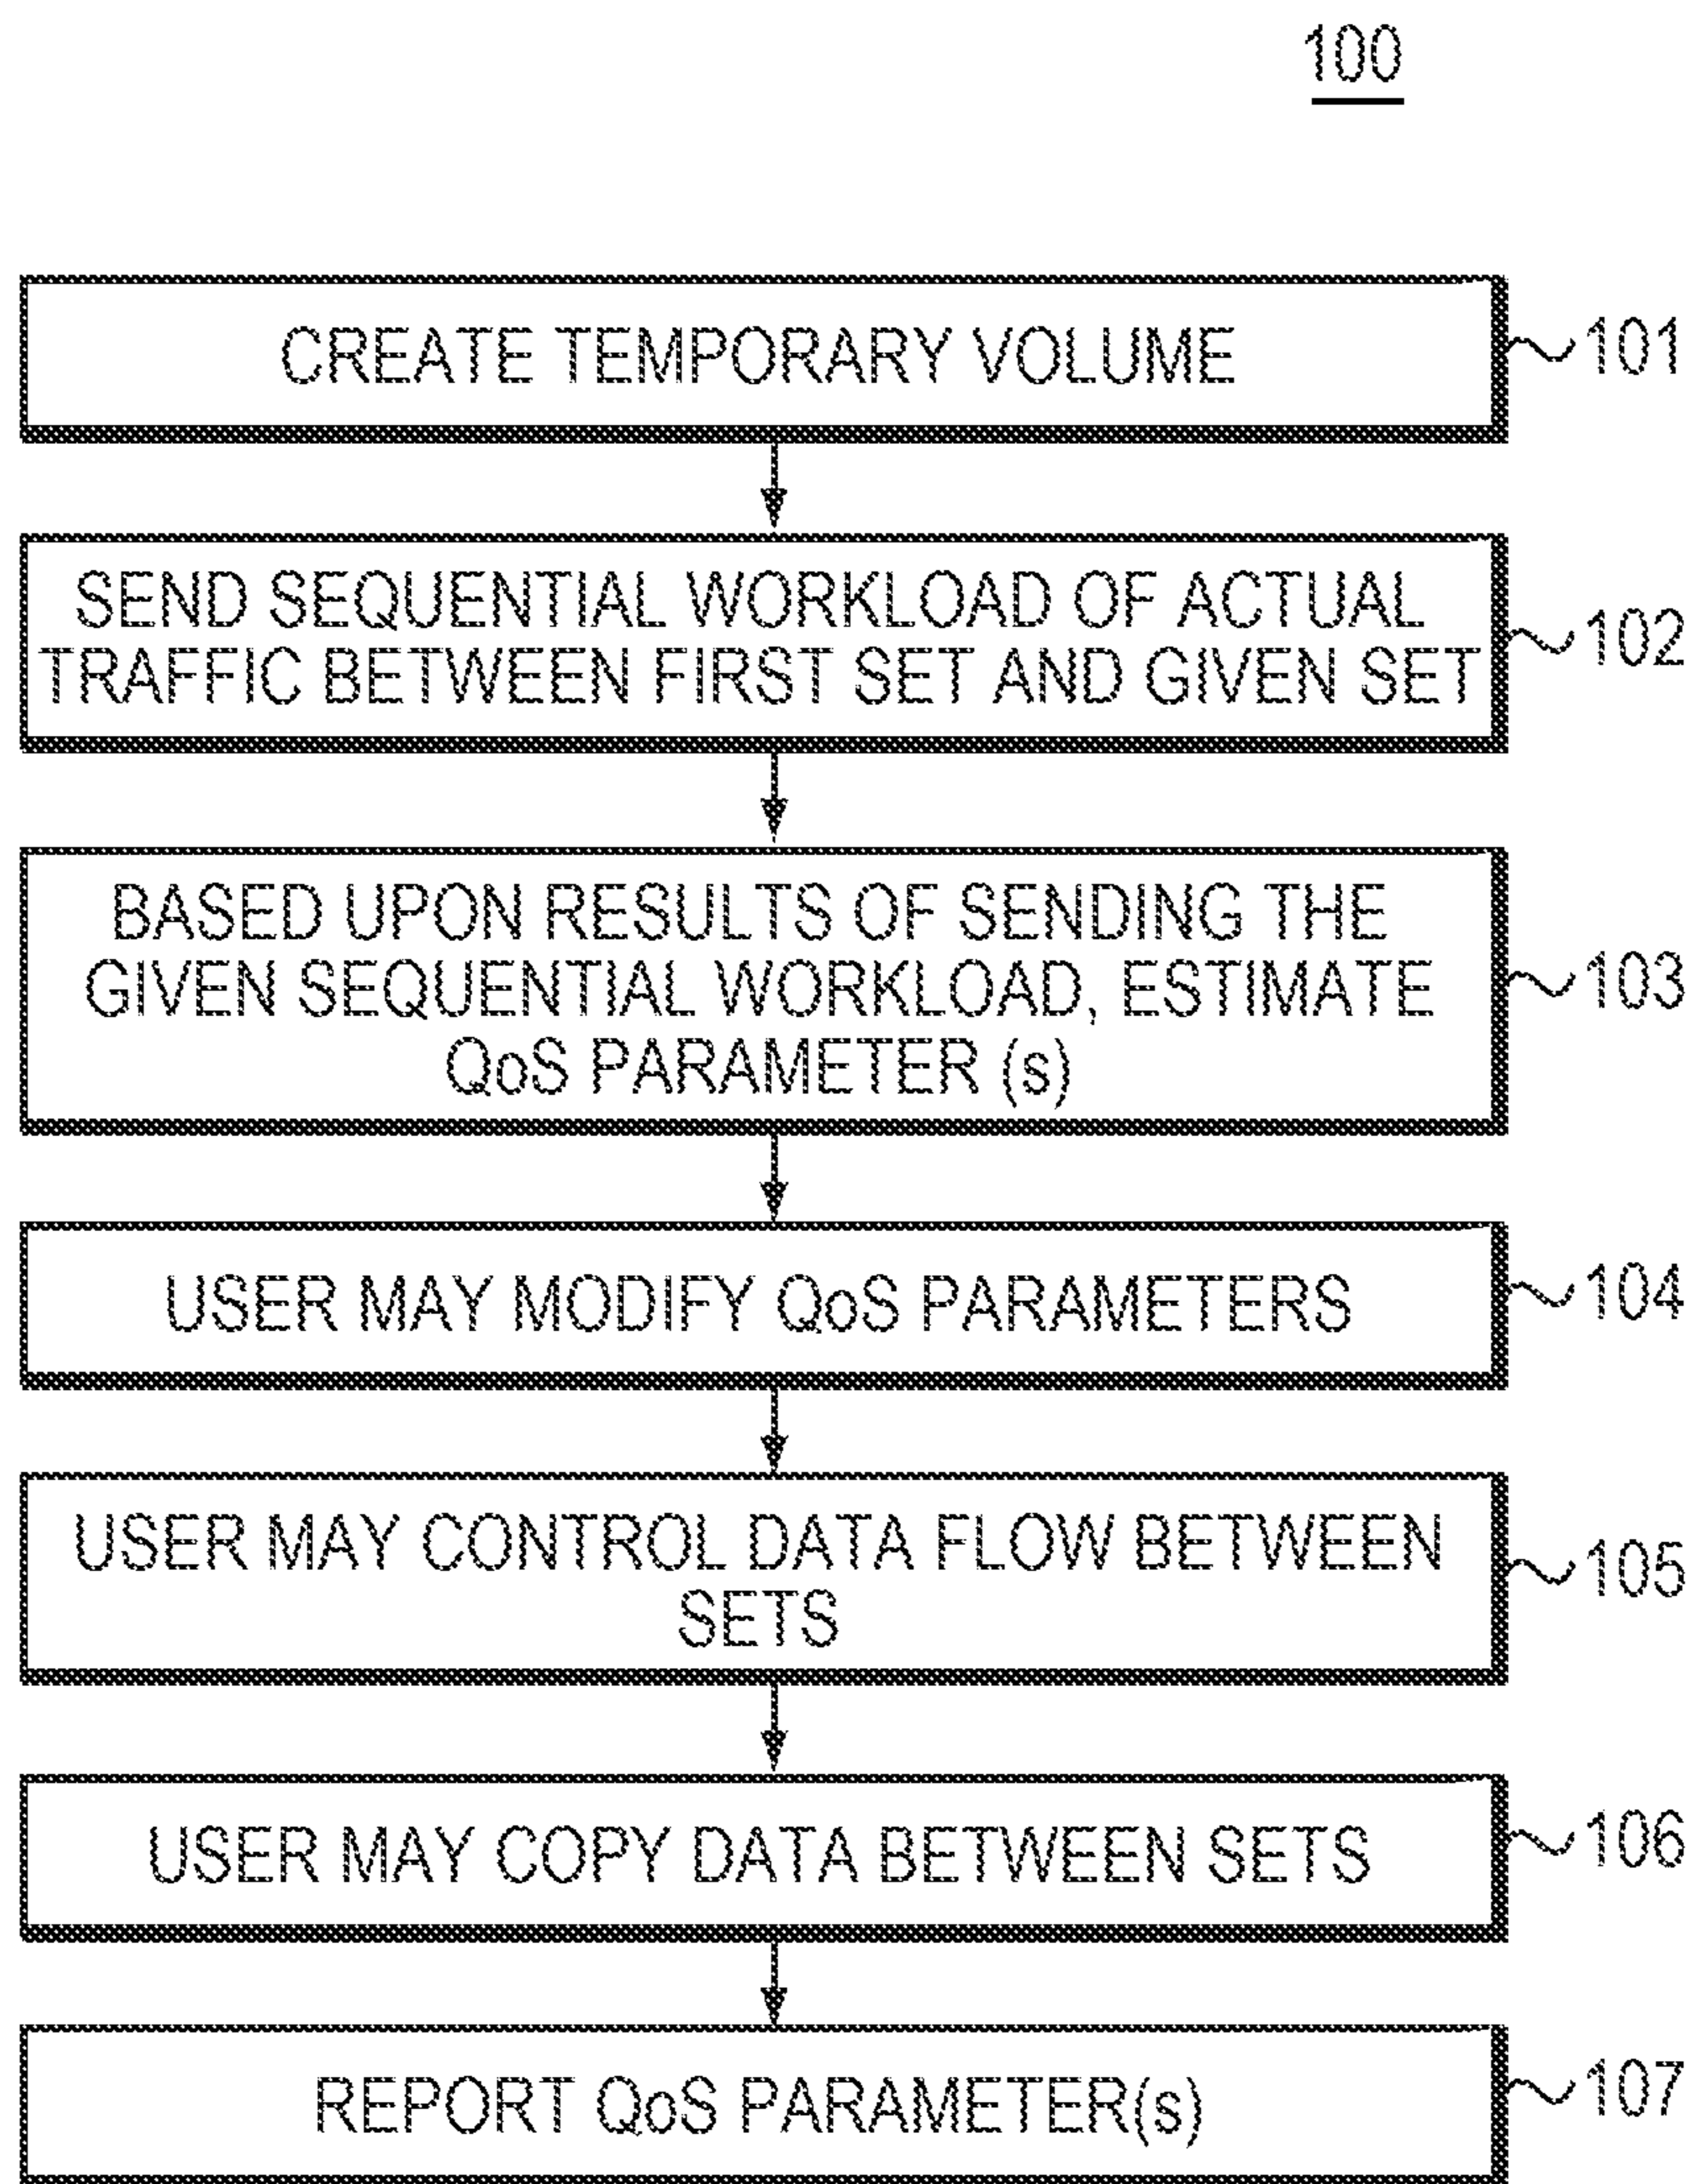 100
CREATE TEMPORARY VOLUME
101
SEND SEQUENTIAL WORKLOAD OF ACTUAL
TRAFFIC BETWEEN FIRST SET AND GIVEN SET
102
BASED UPON RESULTS OF SENDING THE
GIVEN SEQUENTIAL WORKLOAD, ESTIMATE
QoS PARAMETER (s)
103
USER MAY MODIFY QoS PARAMETERS
104
USER MAY CONTROL DATA FLOW BETWEEN
SETS
105
USER MAY COPY DATA BETWEEN SETS
106
REPORT QoS PARAMETER(s)
107